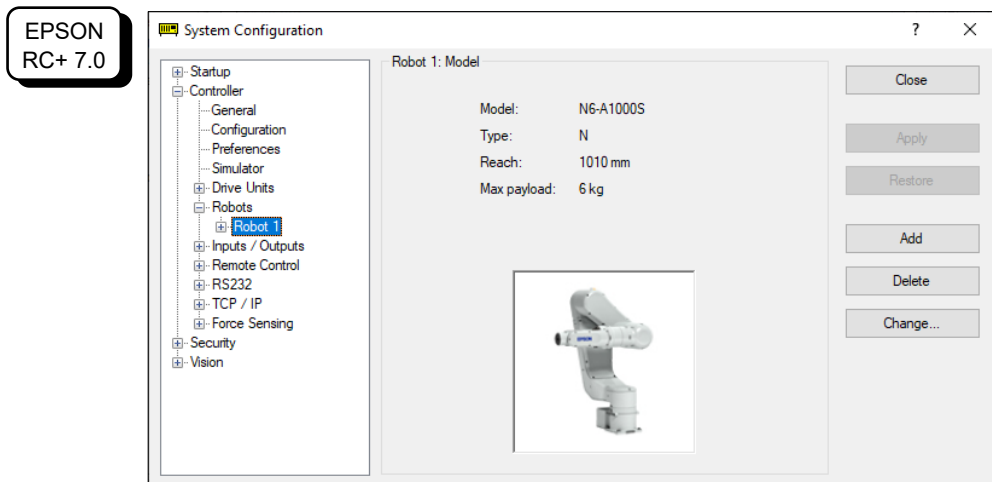 EPSON
RC+ 7.0
System Configuration
Startup
Controller
General
Configuration
Preferences
Simulator
Drive Units
Robots
Robot 1
Inputs / Outputs
Remote Control
RS232
TCP / IP
Force Sensing
Security
Vision
Robot 1: Model
Model: N6-A1000S
Type: N
Reach: 1010 mm
Max payload: 6 kg
EPSON
?
Close
Apply
Restore
Add
Delete
Change...